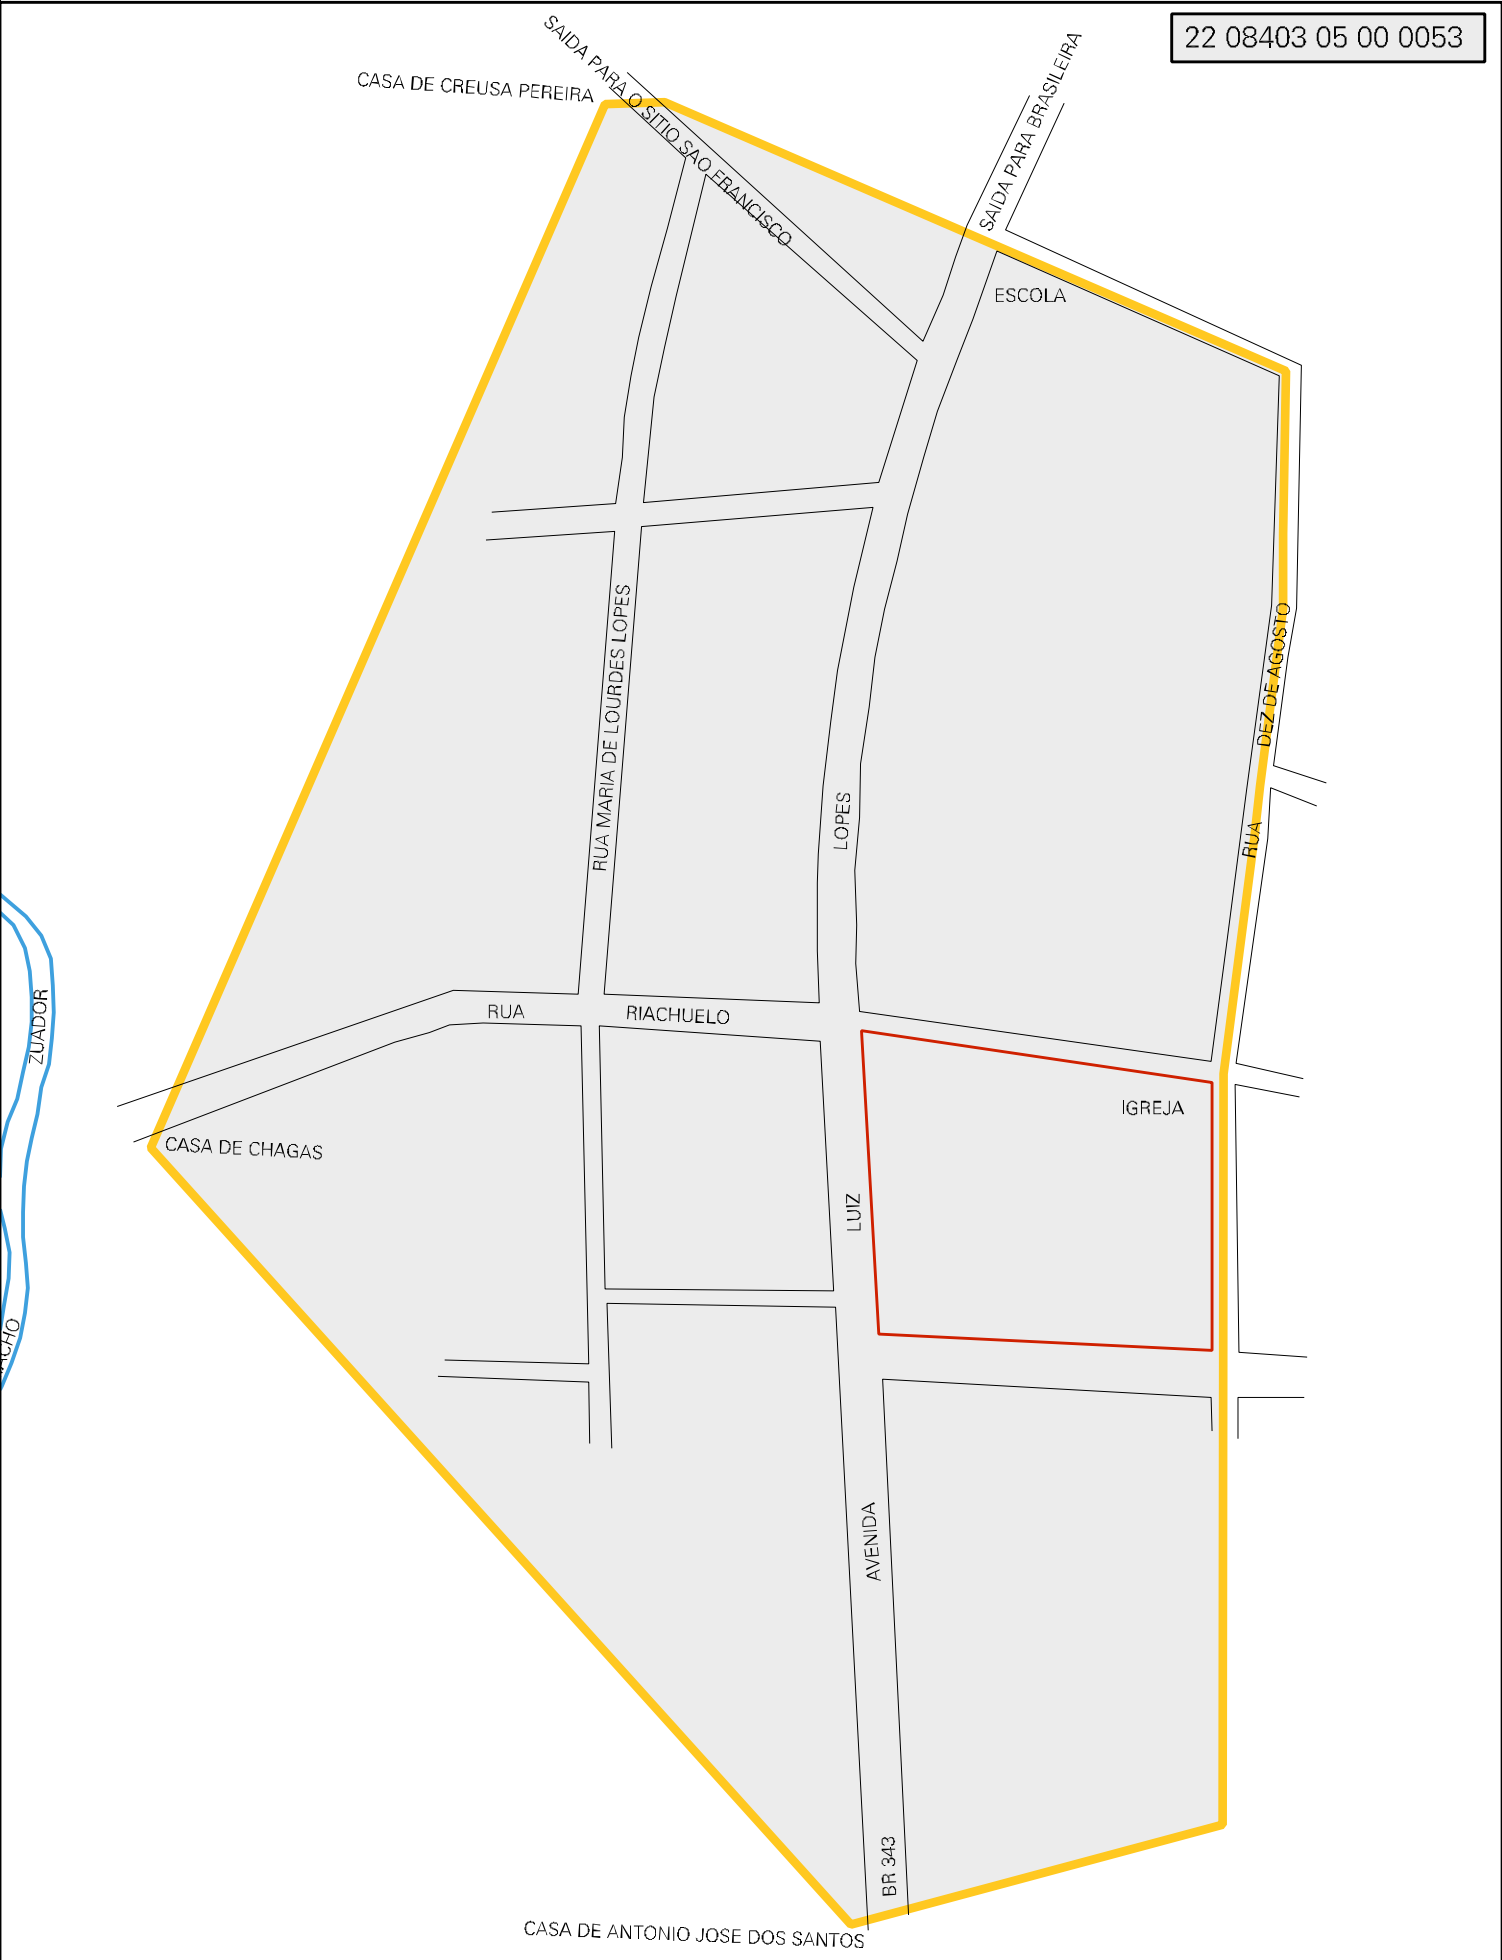 22 08403 05 00 0053
SAIDA PARA O SITIO SAO FRANCISCO
SAIDA PARA BRASILEIRA
CASA DE CREUSA PEREIRA
ESCOLA
RUA MARIA DE LOURDES LOPES
RUA DEZ DE AGOSTO
AVENIDA LUIZ LOPES
ZUADOR
RUA RIACHUELO
IGREJA
CASA DE CHAGAS
BR 343
CASA DE ANTONIO JOSE DOS SANTOS